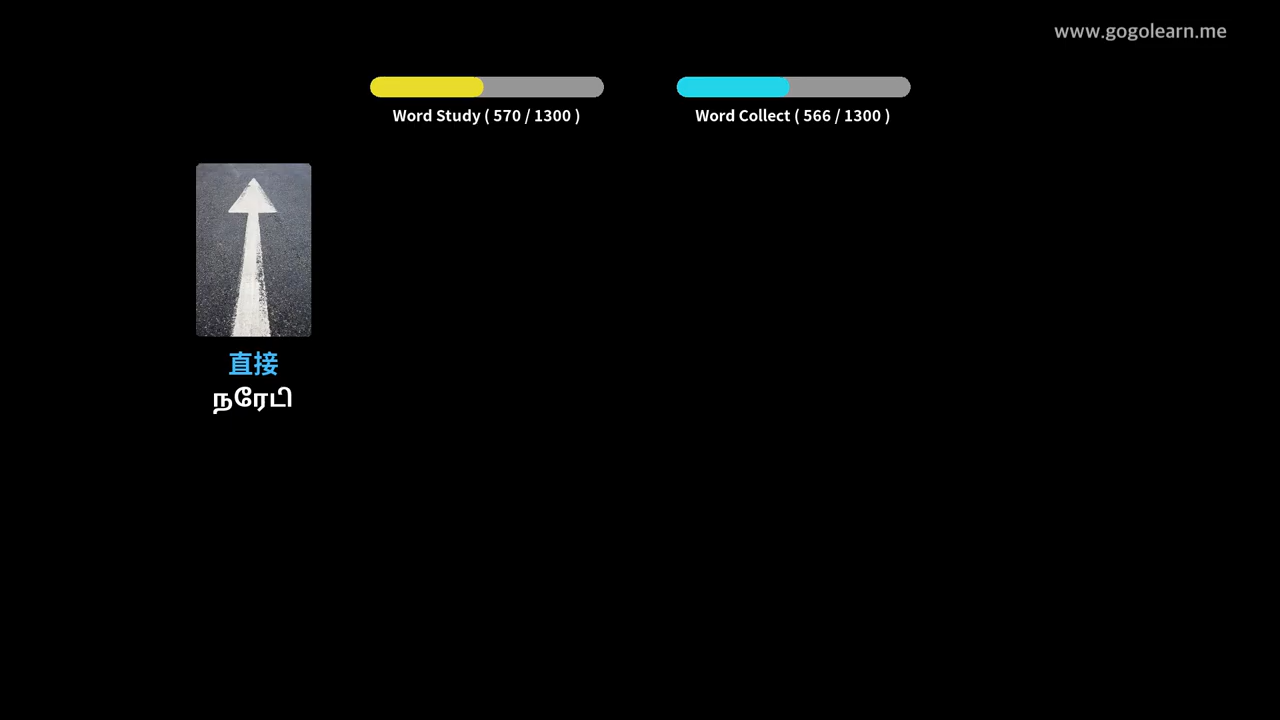 www.gogolearn.me
Word Study ( 570 / 1300 )
Word Collect ( 566 / 1300 )
直接
நரேடி